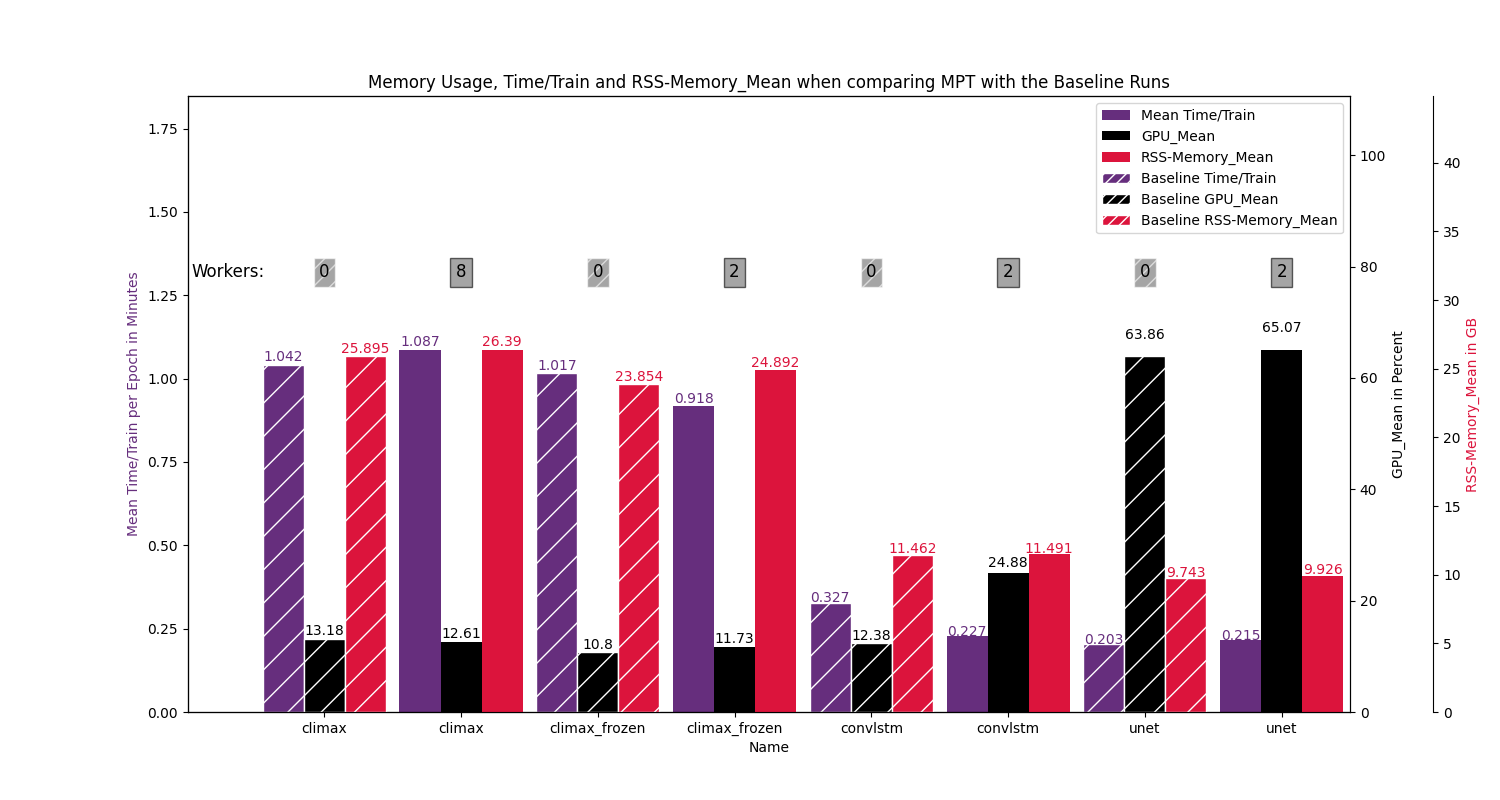 Memory Usage, Time/Train and RSS-Memory_Mean when comparing MPT with the Baseline Runs
Mean Time/Train
GPU_Mean
RSS-Memory_Mean
Baseline Time/Train
Baseline GPU_Mean
Baseline RSS-Memory_Mean
Workers: 0 8 0 2 0 2 0 2
Mean Time/Train per Epoch in Minutes
1.75
1.50
1.25
1.00
0.75
0.50
0.25
0.00
1.042 13.18 25.895
1.087 12.61 26.39
1.017 10.8 23.854
0.918 11.73 24.892
0.327 12.38 11.462
0.227 24.88 11.491
0.203 63.86 9.743
0.215 65.07 9.926
climax climax climax_frozen climax_frozen convlstm convlstm unet unet
Name
100
80
60
40
20
0
GPU_Mean in Percent
40
35
30
25
20
15
10
5
0
RSS-Memory_Mean in GB